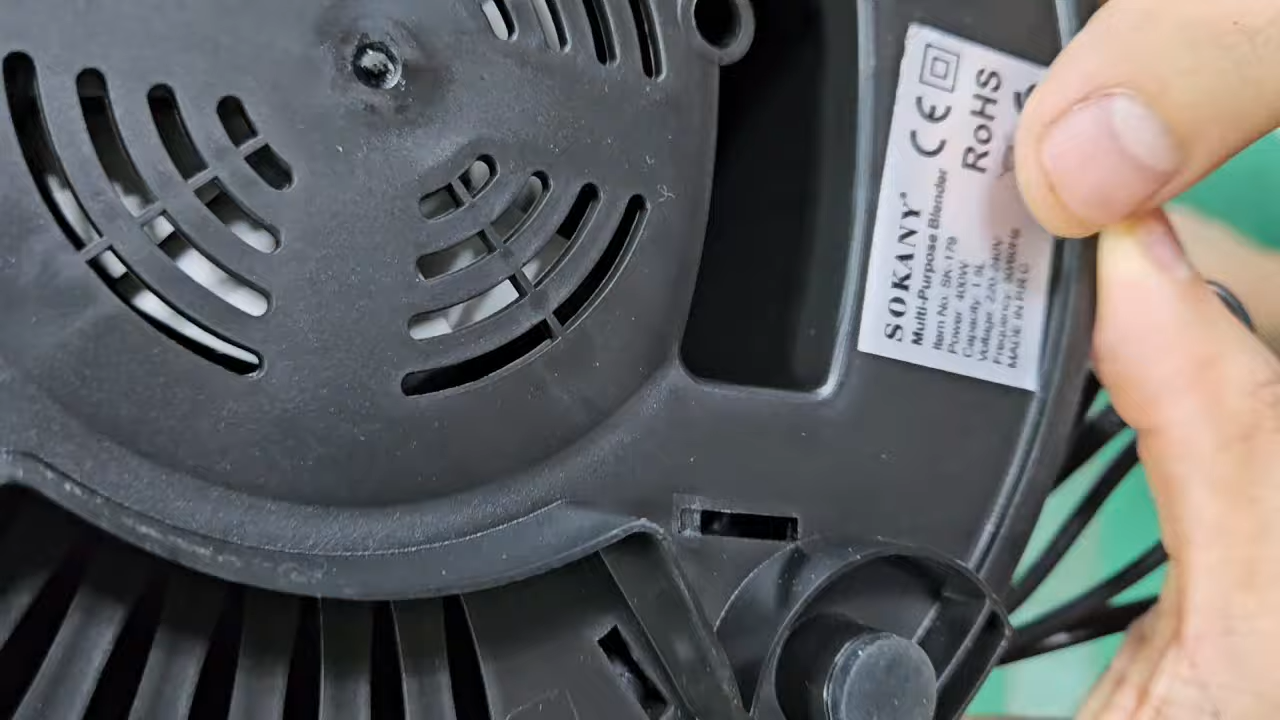 SOKANY®
Multi-Purpose Blender
Item No. SK-179
Power 400W
Capacity 1.5L
Voltage 220-240V
Frequency 50/60Hz
MADE IN P.R.C
CE
RoHS